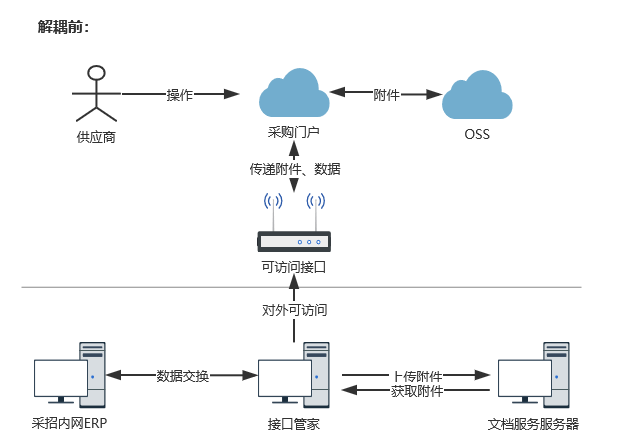 解耦前：
操作
附件
供应商
采购门户
OSS
传递附件、数据
可访问接口
对外可访问
数据交换
上传附件
获取附件
采招内网ERP
接口管家
文档服务服务器